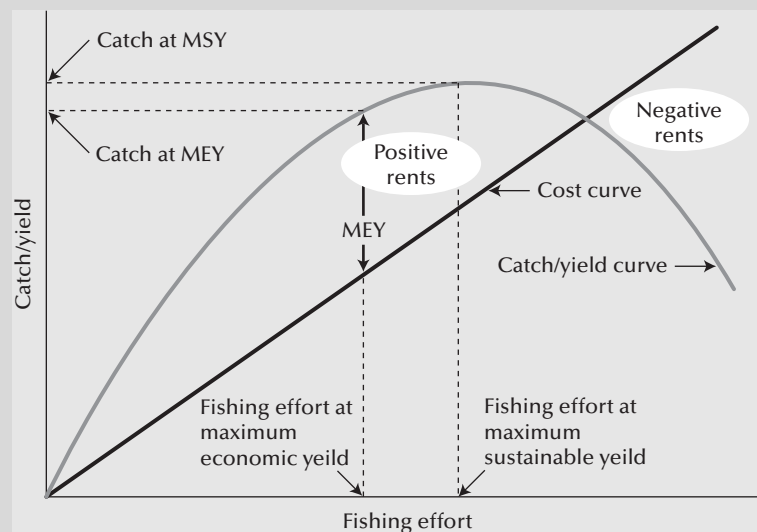 Catch at MSY
Negative
rents
Catch at MEY
Positive
rents
Cost curve
MEY
Catch/yield
Catch/yield curve
Fishing effort at
maximum
economic yeild
Fishing effort at
maximum
sustainable yeild
Fishing effort